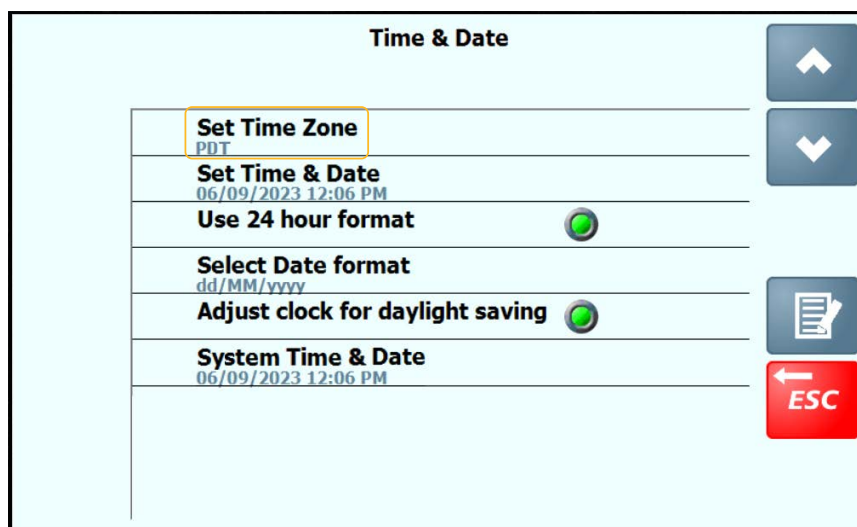 Time & Date
Set Time Zone
PDT
Set Time & Date
06/09/2023 12:06 PM
Use 24 hour format
Select Date format
dd/MM/yyyy
Adjust clock for daylight saving
System Time & Date
06/09/2023 12:06 PM
ESC